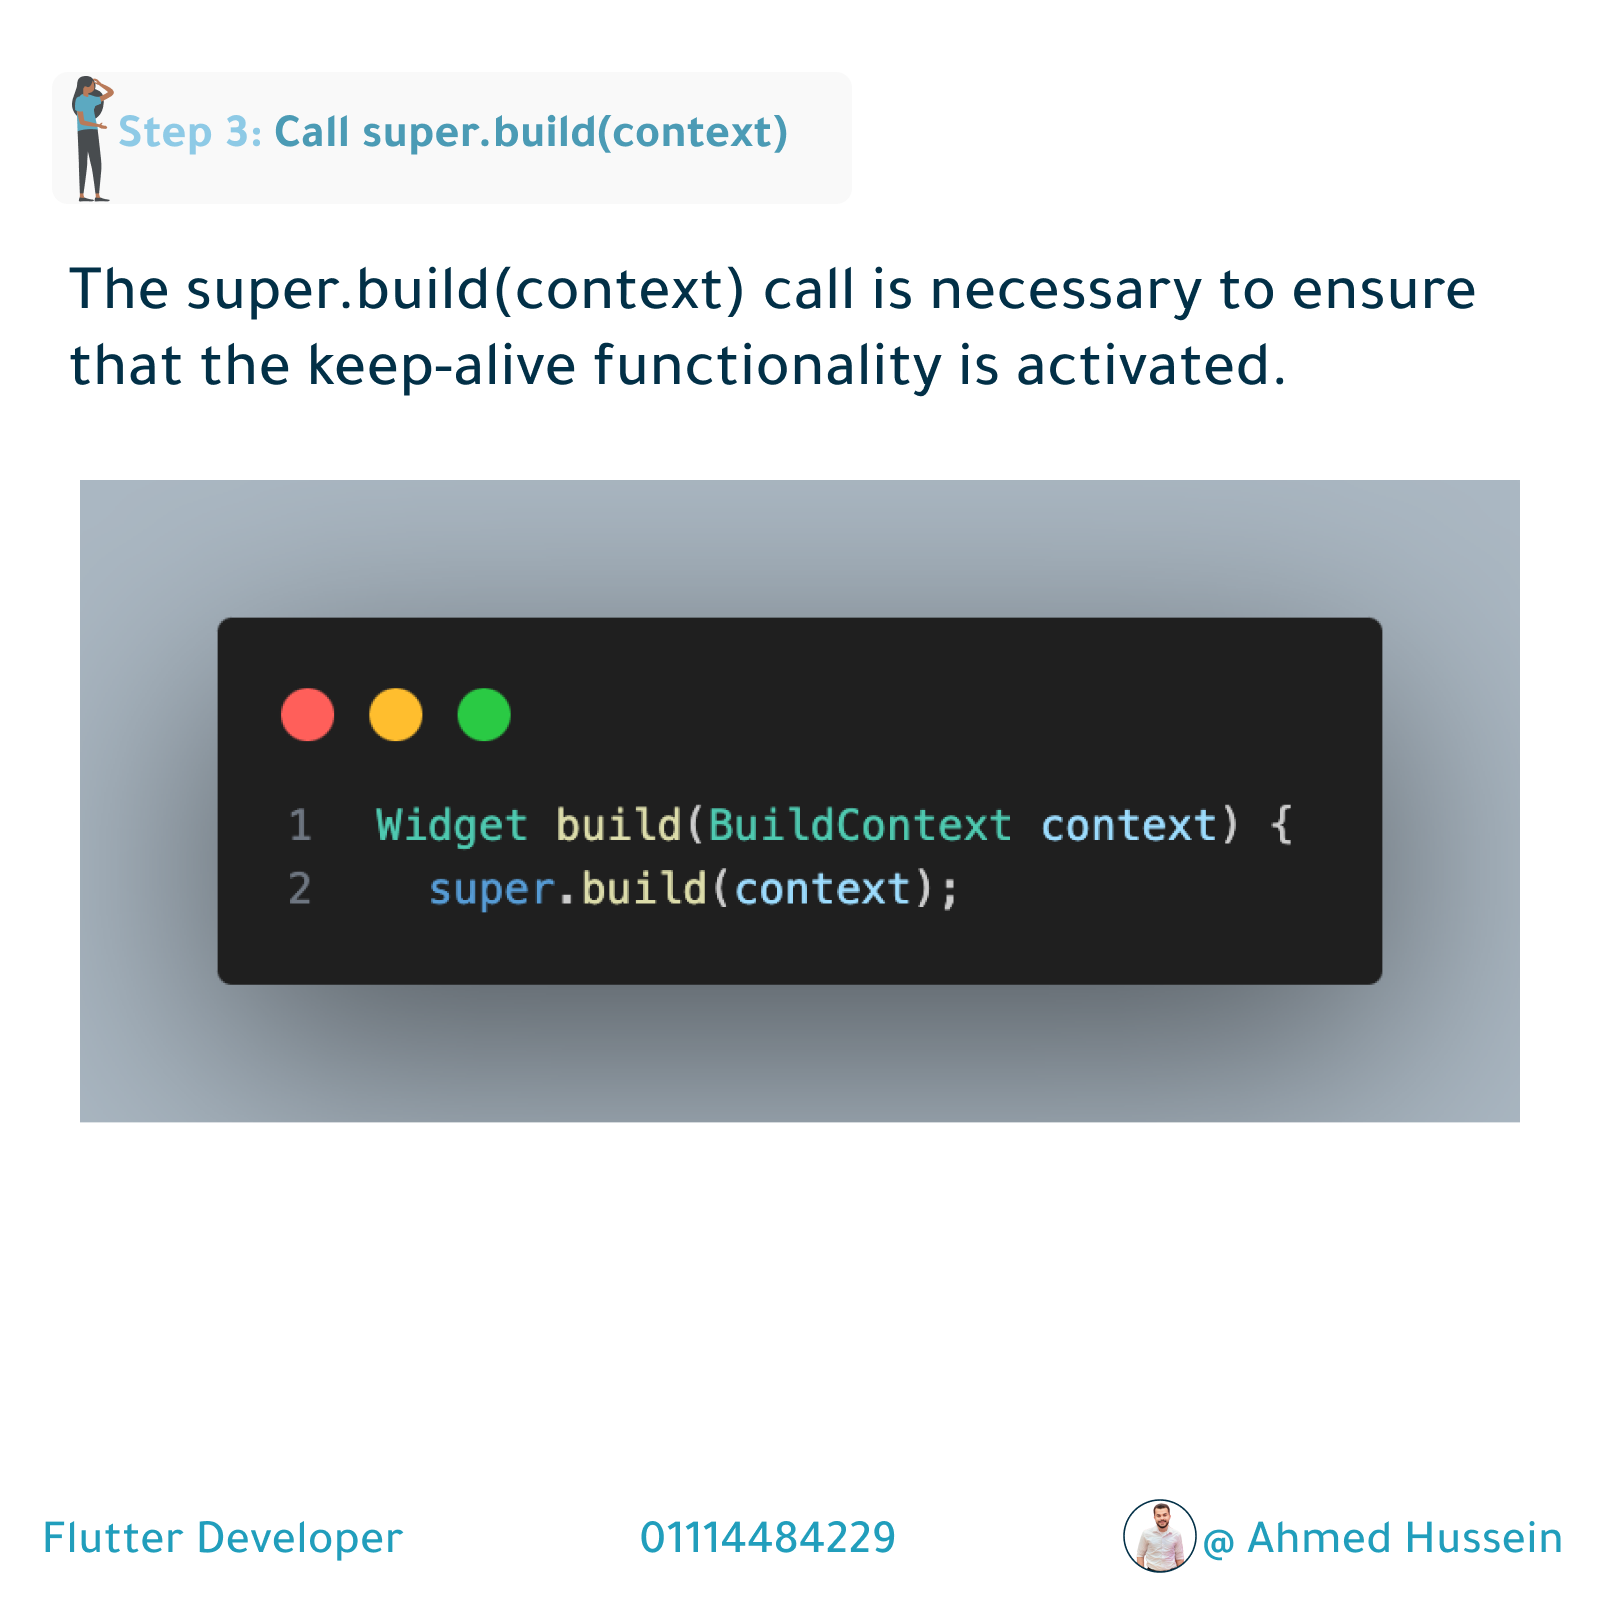 Step 3: Call super.build(context)
The super.build(context) call is necessary to ensure
that the keep-alive functionality is activated.
1 Widget build(BuildContext context) {
2 super.build(context);
Flutter Developer
01114484229
@ Ahmed Hussein